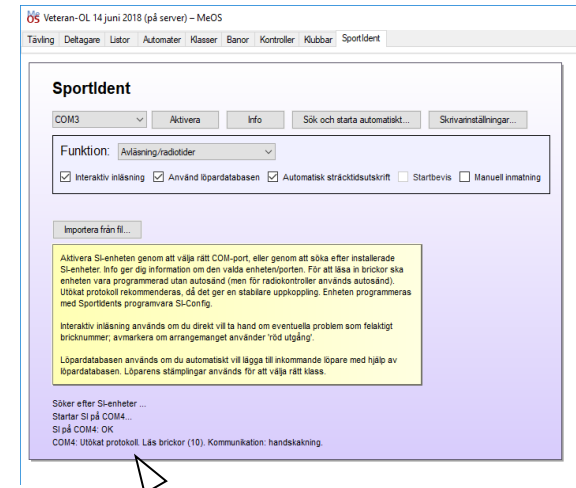 MeOS Veteran-OL 14 juni 2018 (på server) – MeOS
Tävling Deltagare Listor Automater Klasser Banor Kontroller Klubbar SportIdent
SportIdent
COM3 Aktivera Info Sök och starta automatiskt... Skrivarinställningar...
Funktion: Avläsning/radiotider
Interaktiv inläsning Använd löpardatabasen Automatisk sträcktidsutskrift Startbevis Manuell inmatning
Importera från fil...
Aktivera SI-enheten genom att välja rätt COM-port, eller genom att söka efter installerade
SI-enheter. Info ger dig information om den valda enheten/porten. För att läsa in brickor ska
enheten vara programmerad utan autosänd (men för radiokontroller används autosänd).
Utökat protokoll rekommenderas, då det ger en stabilare uppkoppling. Enheten programmeras
med SportIdents programvara SI-Config.
Interaktiv inläsning används om du direkt vill ta hand om eventuella problem som felaktigt
bricknummer; avmarkera om arrangemanget använder 'röd utgång'.
Löpardatabasen används om du automatiskt vill lägga till inkommande löpare med hjälp av
löpardatabasen. Löparens stämplingar används för att välja rätt klass.
Söker efter SI-enheter ...
Startar SI på COM4...
SI på COM4: OK
COM4: Utökat protokoll. Läs brickor (10). Kommunikation: handskakning.